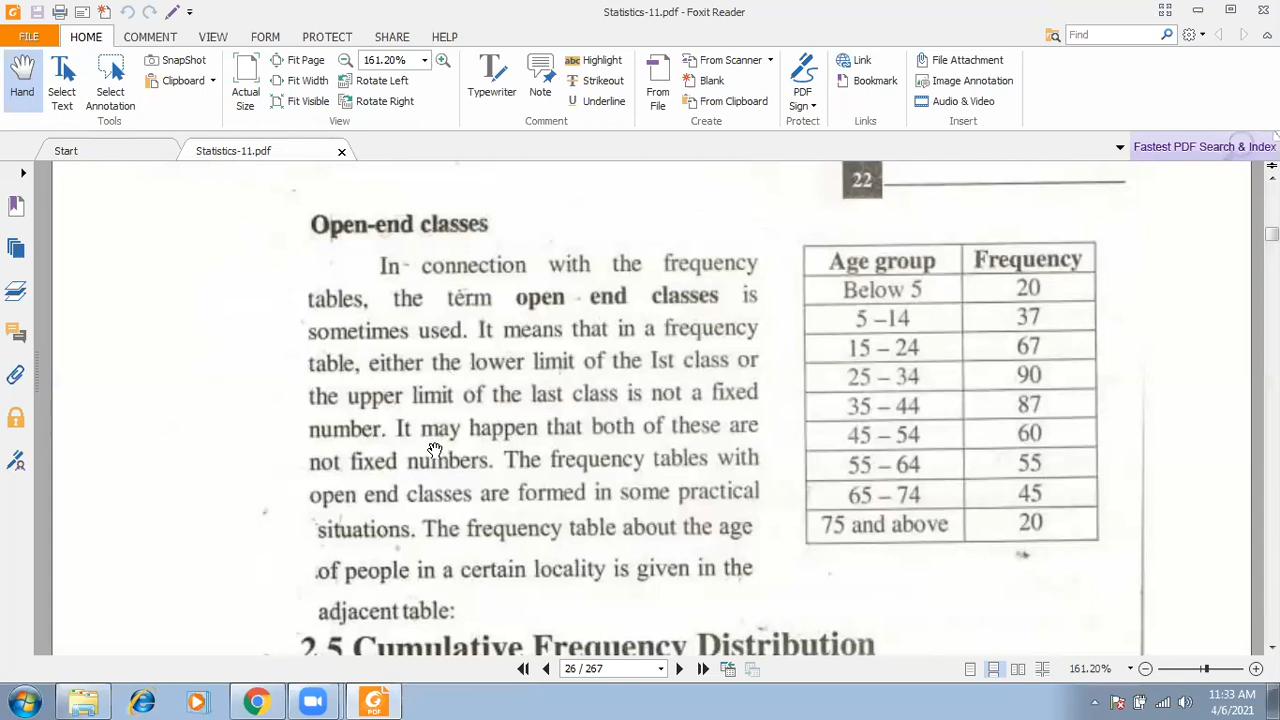 Statistics-11.pdf - Foxit Reader
FILE HOME COMMENT VIEW FORM PROTECT SHARE HELP Find
Hand
Select Text
Select Annotation
SnapShot
Clipboard
Tools
Actual Size
Fit Page
Fit Width
Fit Visible
161.20%
Rotate Left
Rotate Right
View
Typewriter
Note
Highlight
Strikeout
Underline
Comment
From File
From Scanner
Blank
From Clipboard
Create
PDF Sign
Protect
Link
Bookmark
Links
File Attachment
Image Annotation
Audio & Video
Insert
Start Statistics-11.pdf
Fastest PDF Search & Index
22
Open-end classes
In connection with the frequency
tables, the term open end classes is
sometimes used. It means that in a frequency
table, either the lower limit of the Ist class or
the upper limit of the last class is not a fixed
number. It may happen that both of these are
not fixed numbers. The frequency tables with
open end classes are formed in some practical
situations. The frequency table about the age
of people in a certain locality is given in the
adjacent table:
Age group Frequency
Below 5 20
5 –14 37
15 – 24 67
25 – 34 90
35 – 44 87
45 – 54 60
55 – 64 55
65 – 74 45
75 and above 20
2.5 Cumulative Frequency Distribution
26 / 267
161.20%
PDF
11:33 AM
4/6/2021